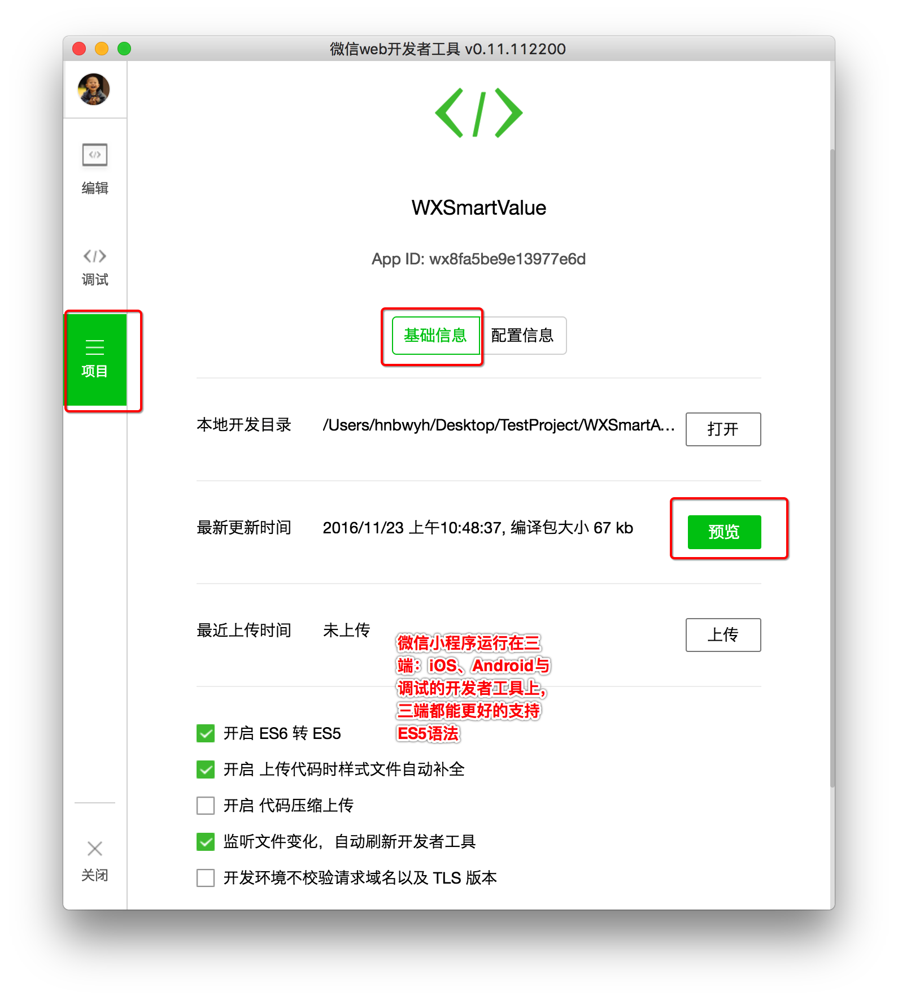 微信web开发者工具 v0.11.112200
编辑
调试
项目
关闭
WXSmartValue
App ID: wx8fa5be9e13977e6d
基础信息 配置信息
本地开发目录 /Users/hnbwyh/Desktop/TestProject/WXSmartA... 打开
最新更新时间 2016/11/23 上午10:48:37, 编译包大小 67 kb 预览
最近上传时间 未上传 上传
微信小程序运行在三
端：iOS、Android与
调试的开发者工具上，
三端都能更好的支持
ES5语法
开启 ES6 转 ES5
开启 上传代码时样式文件自动补全
开启 代码压缩上传
监听文件变化，自动刷新开发者工具
开发环境不校验请求域名以及 TLS 版本